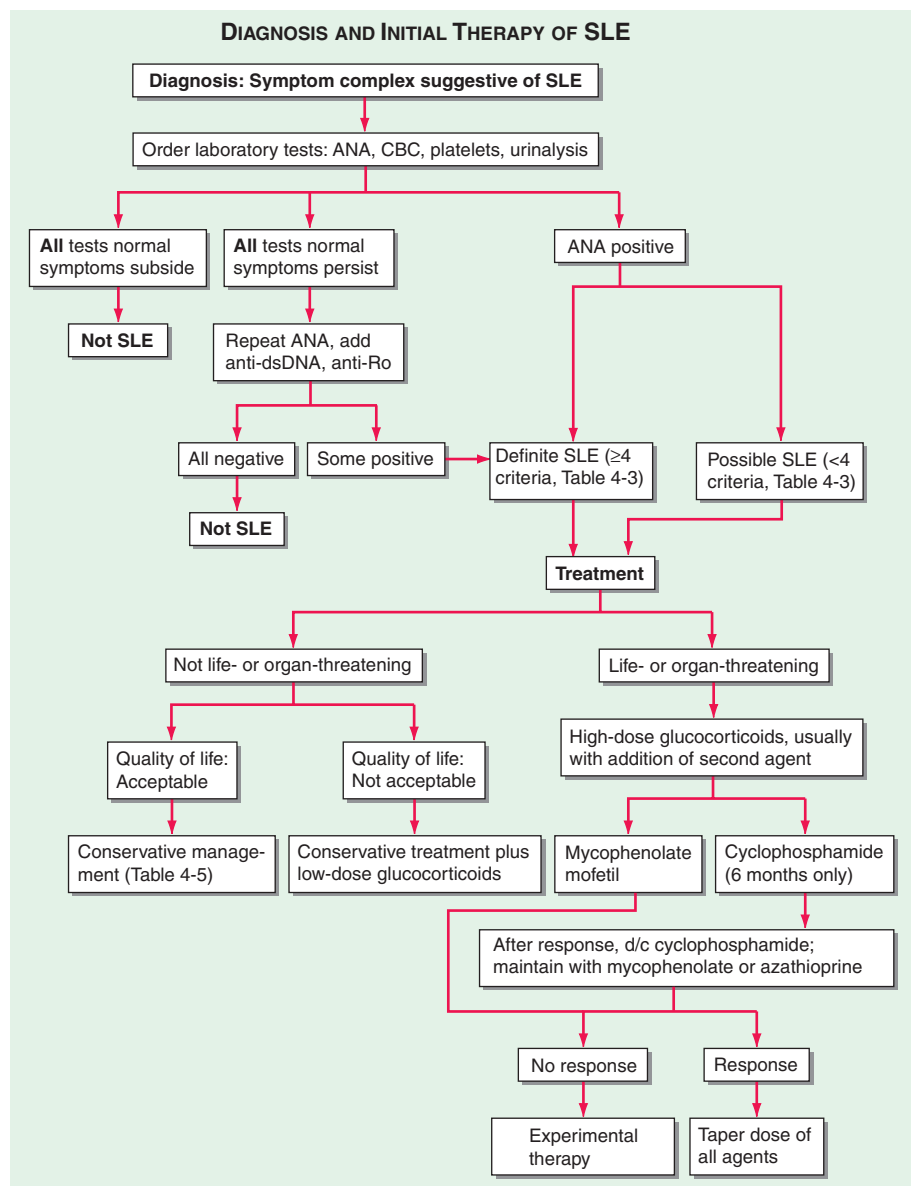 DIAGNOSIS AND INITIAL THERAPY OF SLE
Diagnosis: Symptom complex suggestive of SLE
Order laboratory tests: ANA, CBC, platelets, urinalysis
All tests normal
symptoms subside
All tests normal
symptoms persist
ANA positive
Not SLE
Repeat ANA, add
anti-dsDNA, anti-Ro
All negative
Some positive
Definite SLE (≥4
criteria, Table 4-3)
Possible SLE (<4
criteria, Table 4-3)
Not SLE
Treatment
Not life- or organ-threatening
Life- or organ-threatening
High-dose glucocorticoids, usually
with addition of second agent
Quality of life:
Acceptable
Quality of life:
Not acceptable
Conservative manage-
ment (Table 4-5)
Conservative treatment plus
low-dose glucocorticoids
Mycophenolate
mofetil
Cyclophosphamide
(6 months only)
After response, d/c cyclophosphamide;
maintain with mycophenolate or azathioprine
No response
Response
Experimental
therapy
Taper dose of
all agents